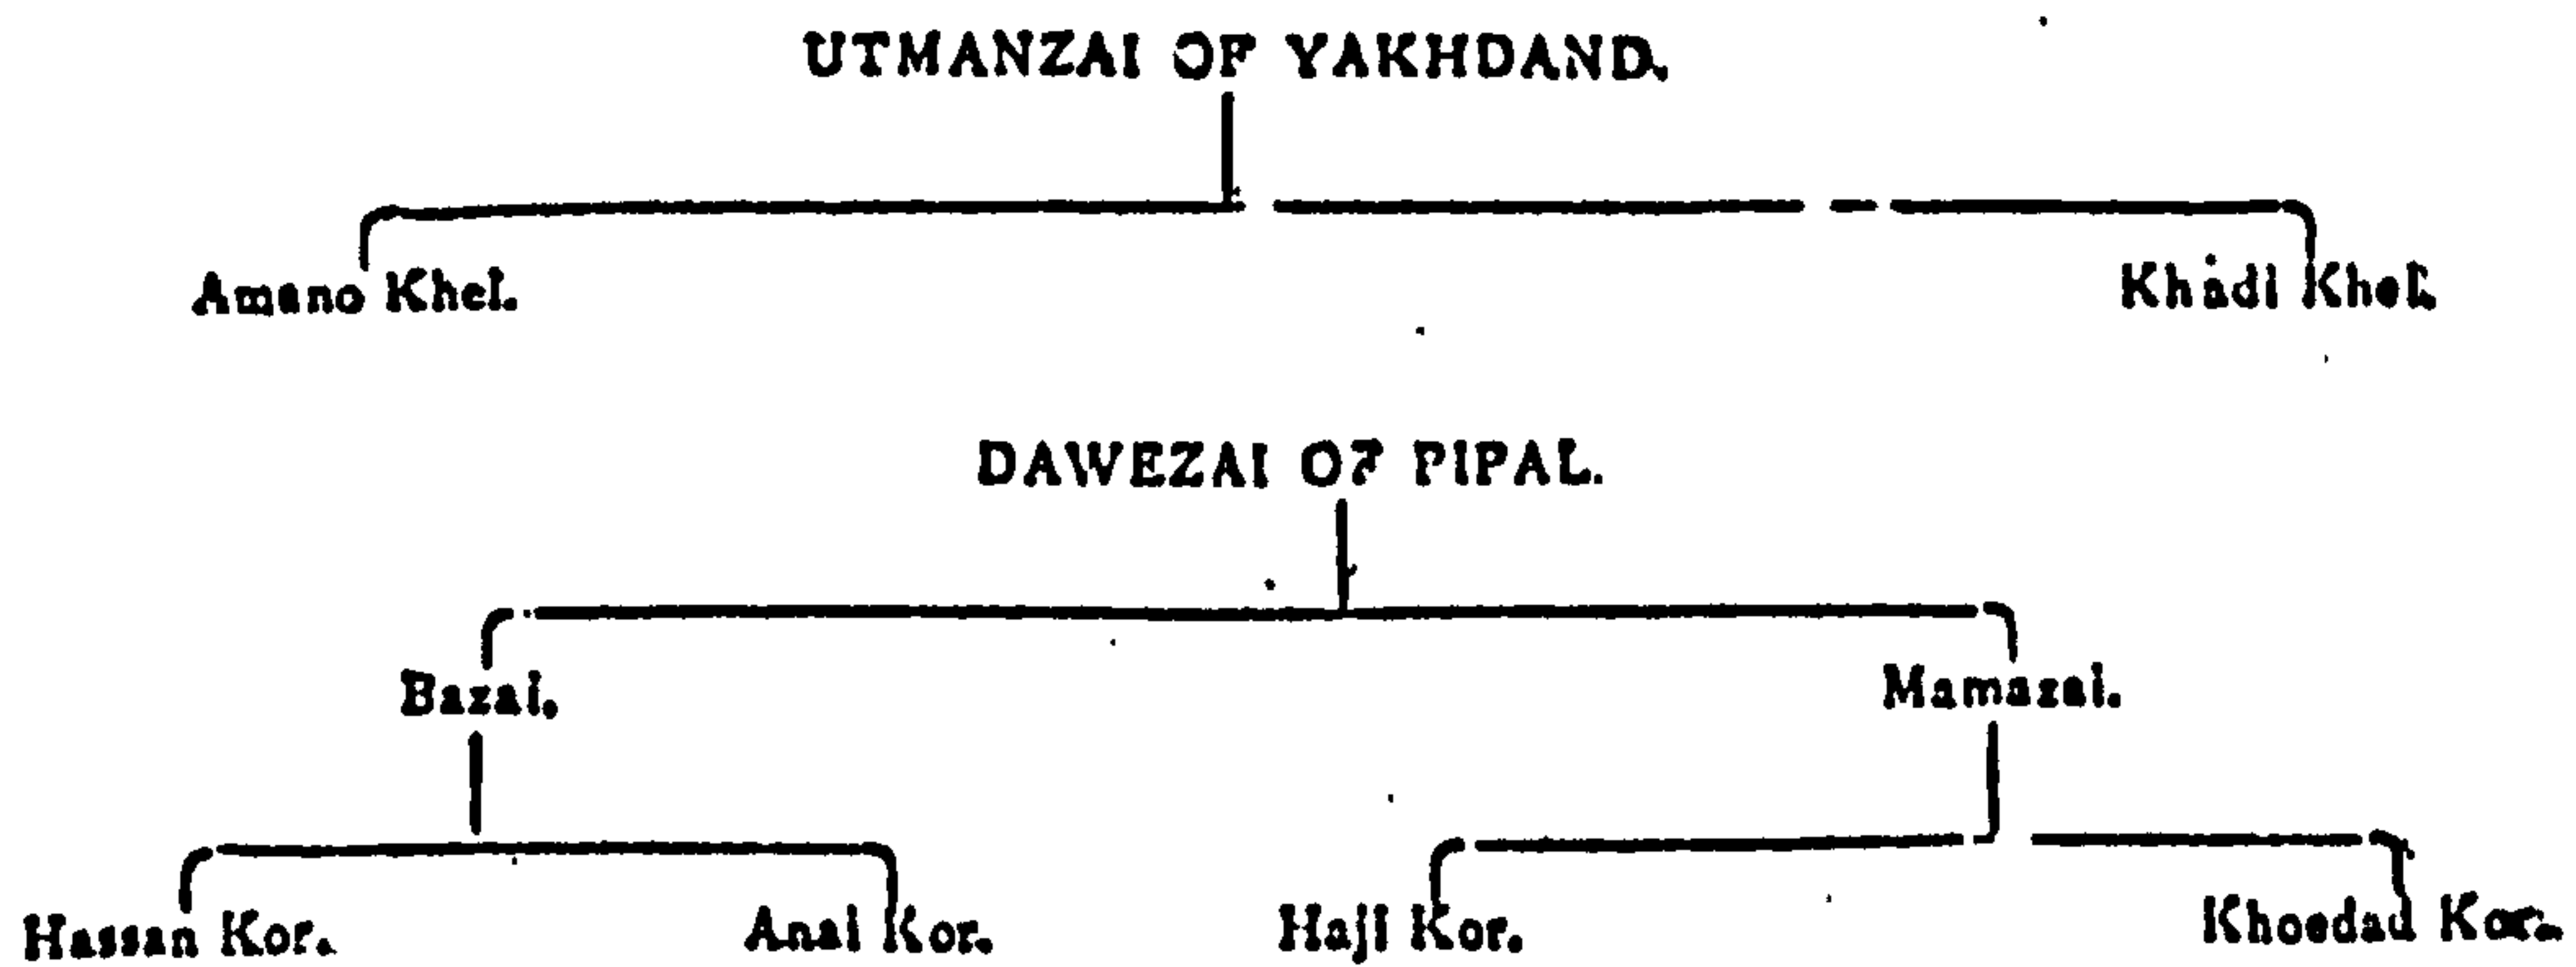 UTMANZAI OF YAKHDAND.
Amano Khel. Khadi Khel.
DAWEZAI OF PIPAL.
Bazai. Mamazai.
Hassan Kor. Anai Kor. Haji Kor. Khoedad Kor.